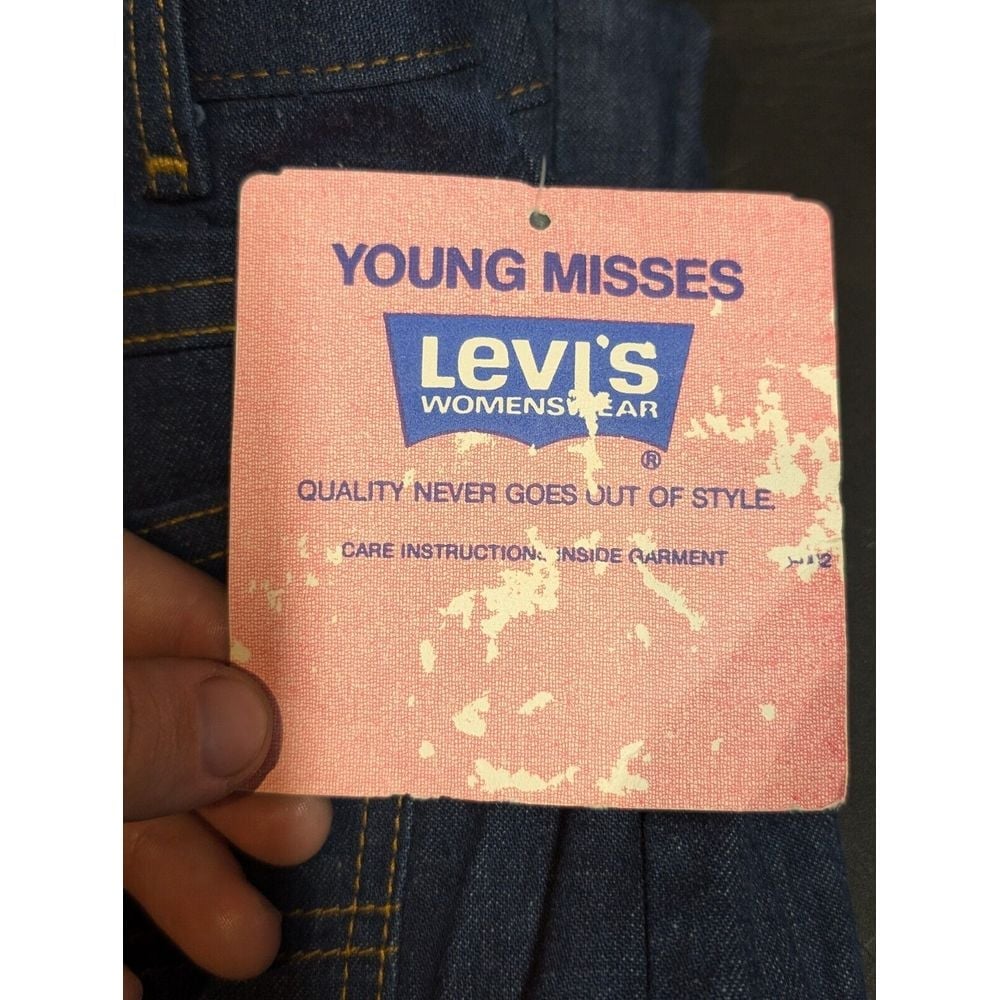 YOUNG MISSES
Levi's
WOMENSWEAR
®
QUALITY NEVER GOES OUT OF STYLE.
CARE INSTRUCTIONS INSIDE GARMENT